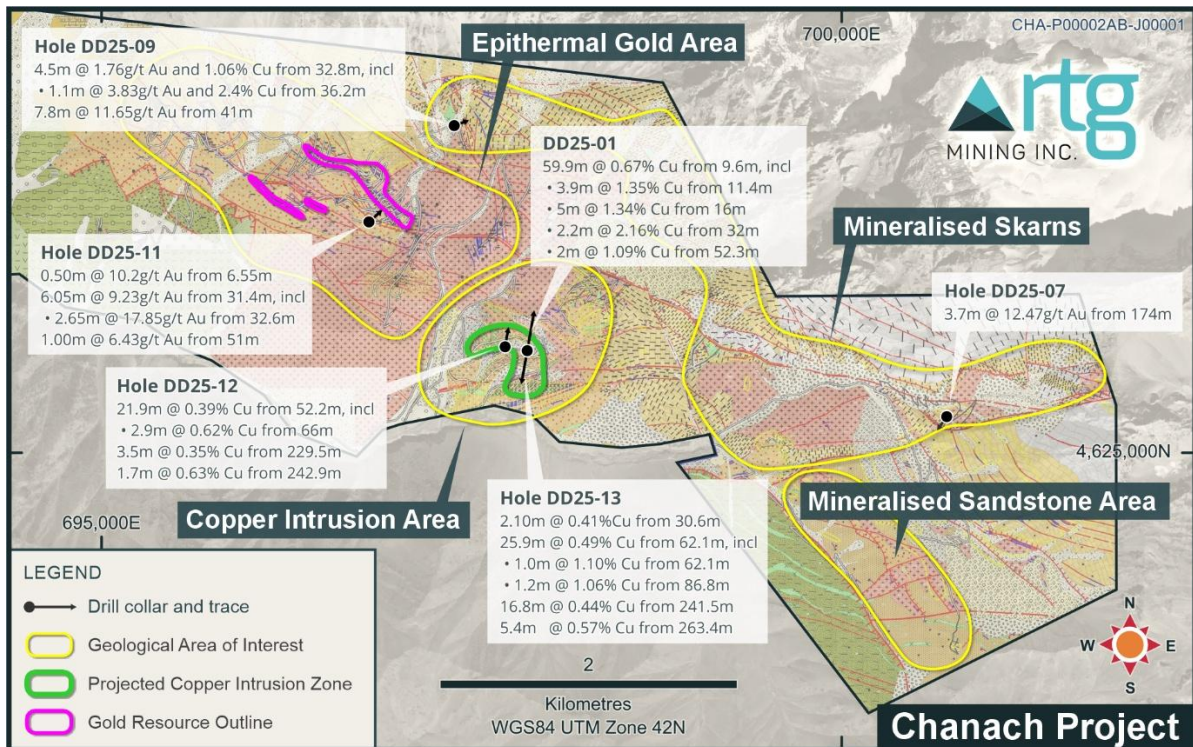 CHA-P00002AB-J00001
700,000E
rtg
MINING INC.
Epithermal Gold Area
Hole DD25-09
4.5m @ 1.76g/t Au and 1.06% Cu from 32.8m, incl
• 1.1m @ 3.83g/t Au and 2.4% Cu from 36.2m
7.8m @ 11.65g/t Au from 41m
DD25-01
59.9m @ 0.67% Cu from 9.6m, incl
• 3.9m @ 1.35% Cu from 11.4m
• 5m @ 1.34% Cu from 16m
• 2.2m @ 2.16% Cu from 32m
• 2m @ 1.09% Cu from 52.3m
Mineralised Skarns
Hole DD25-11
0.50m @ 10.2g/t Au from 6.55m
6.05m @ 9.23g/t Au from 31.4m, incl
• 2.65m @ 17.85g/t Au from 32.6m
1.00m @ 6.43g/t Au from 51m
Hole DD25-07
3.7m @ 12.47g/t Au from 174m
Hole DD25-12
21.9m @ 0.39% Cu from 52.2m, incl
• 2.9m @ 0.62% Cu from 66m
3.5m @ 0.35% Cu from 229.5m
1.7m @ 0.63% Cu from 242.9m
4,625,000N
Hole DD25-13
2.10m @ 0.41%Cu from 30.6m
25.9m @ 0.49% Cu from 62.1m, incl
• 1.0m @ 1.10% Cu from 62.1m
• 1.2m @ 1.06% Cu from 86.8m
16.8m @ 0.44% Cu from 241.5m
5.4m @ 0.57% Cu from 263.4m
Mineralised Sandstone Area
695,000E
Copper Intrusion Area
LEGEND
Drill collar and trace
Geological Area of Interest
Projected Copper Intrusion Zone
Gold Resource Outline
2
Kilometres
WGS84 UTM Zone 42N
N
W E
S
Chanach Project